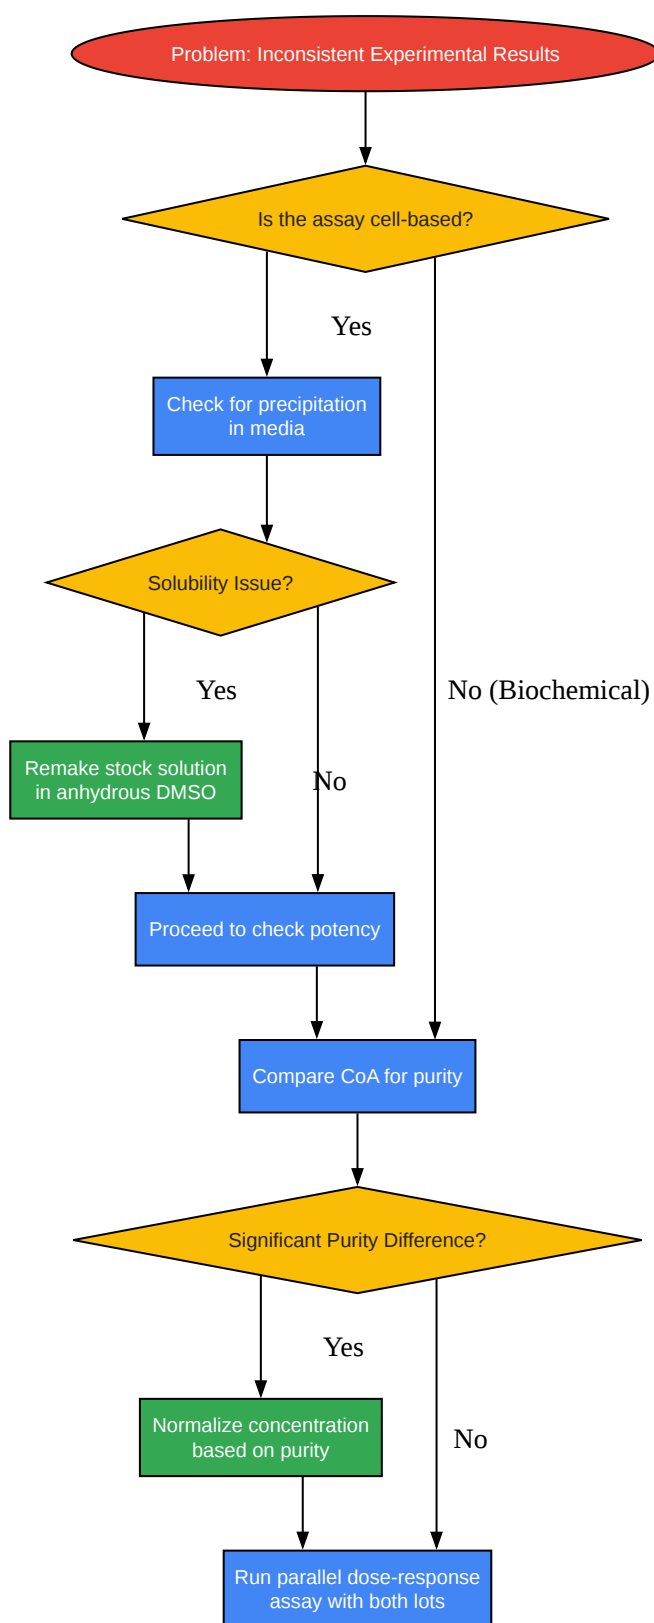 Problem: Inconsistent Experimental Results
Is the assay cell-based?
Yes
Check for precipitation
in media
Solubility Issue?
Yes
No (Biochemical)
Remake stock solution
in anhydrous DMSO
No
Proceed to check potency
Compare CoA for purity
Significant Purity Difference?
Yes
Normalize concentration
based on purity
No
Run parallel dose-response
assay with both lots